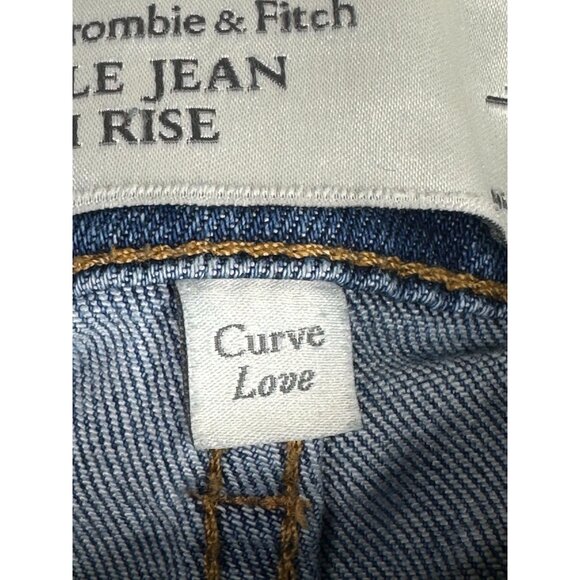 rombie & Fitch
LE JEAN
RISE
Curve
Love